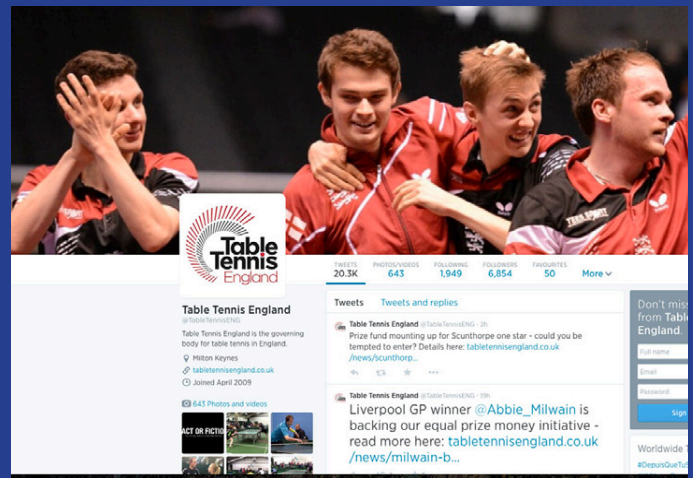 Table
Tennis
England
TWEETS PHOTOS/VIDEOS FOLLOWING FOLLOWERS FAVOURITES
20.3K 643 1,949 6,854 50 More
Table Tennis England
@TableTennisENG
Table Tennis England is the governing
body for table tennis in England.
Milton Keynes
tabletennisengland.co.uk
Joined April 2009
643 Photos and videos
ACT OR FICTIO
Tweets Tweets and replies
Table Tennis England @TableTennisENG · 2h
Prize fund mounting up for Scunthorpe one star - could you be
tempted to enter? Details here: tabletennisengland.co.uk
/news/scunthorp...
Table Tennis England @TableTennisENG · 19h
Liverpool GP winner @Abbie_Milwain is
backing our equal prize money initiative -
read more here: tabletennisengland.co.uk
/news/milwain-b...
Don't miss
from Tabl
England
Full name
Email
Password
Sign
Worldwide T
#DepuisQueTuS